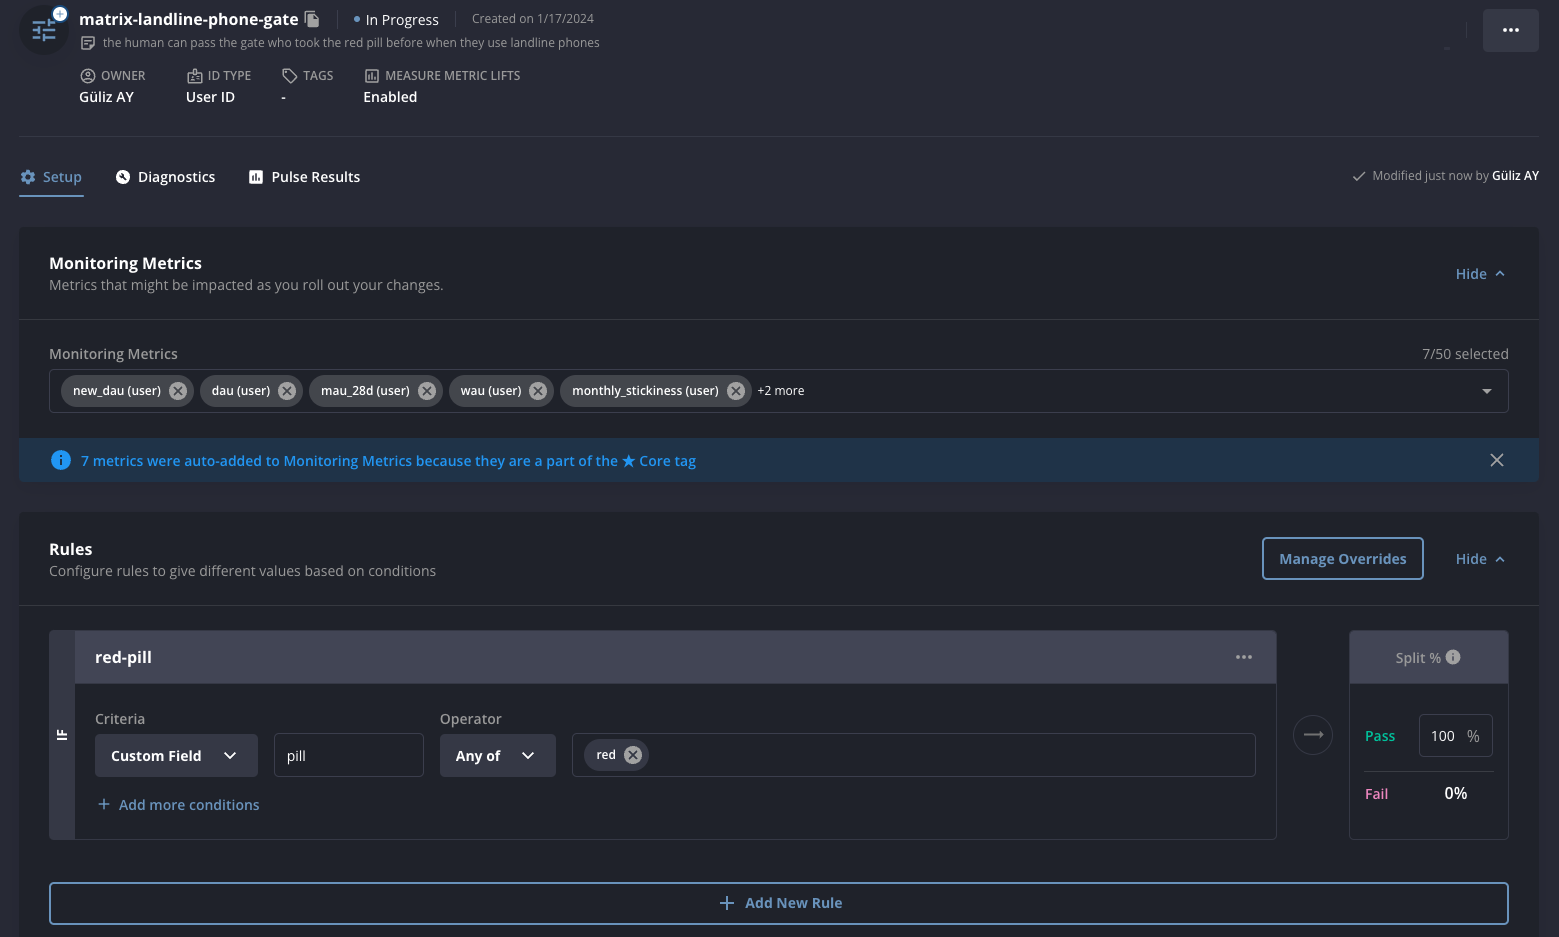 matrix-landline-phone-gate In Progress Created on 1/17/2024
the human can pass the gate who took the red pill before when they use landline phones
OWNER ID TYPE TAGS MEASURE METRIC LIFTS
Güliz AY User ID - Enabled
Setup Diagnostics Pulse Results Modified just now by Güliz AY
Monitoring Metrics
Metrics that might be impacted as you roll out your changes.
Hide
Monitoring Metrics 7/50 selected
new_dau (user) dau (user) mau_28d (user) wau (user) monthly_stickiness (user) +2 more
7 metrics were auto-added to Monitoring Metrics because they are a part of the ★ Core tag
Rules
Configure rules to give different values based on conditions
Manage Overrides Hide
IF
red-pill
Split %
Criteria Operator
Custom Field pill Any of red
Add more conditions
Pass 100 %
Fail 0%
Add New Rule